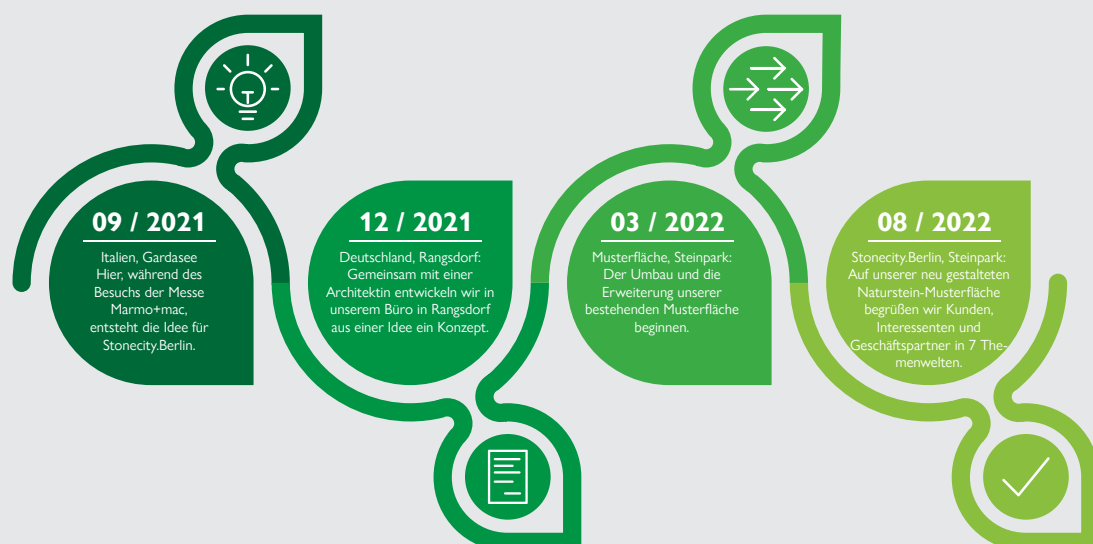 09 / 2021
Italien, Gardasee
Hier, während des
Besuchs der Messe
Marmo+mac,
entsteht die Idee für
Stonecity.Berlin.
12 / 2021
Deutschland, Rangsdorf:
Gemeinsam mit einer
Architektin entwickeln wir in
unserem Büro in Rangsdorf
aus einer Idee ein Konzept.
03 / 2022
Musterfläche, Steinpark:
Der Umbau und die
Erweiterung unserer
bestehenden Musterfläche
beginnen.
08 / 2022
Stonecity.Berlin, Steinpark:
Auf unserer neu gestalteten
Naturstein-Musterfläche
begrüßen wir Kunden,
Interessenten und
Geschäftspartner in 7 The-
menwelten.